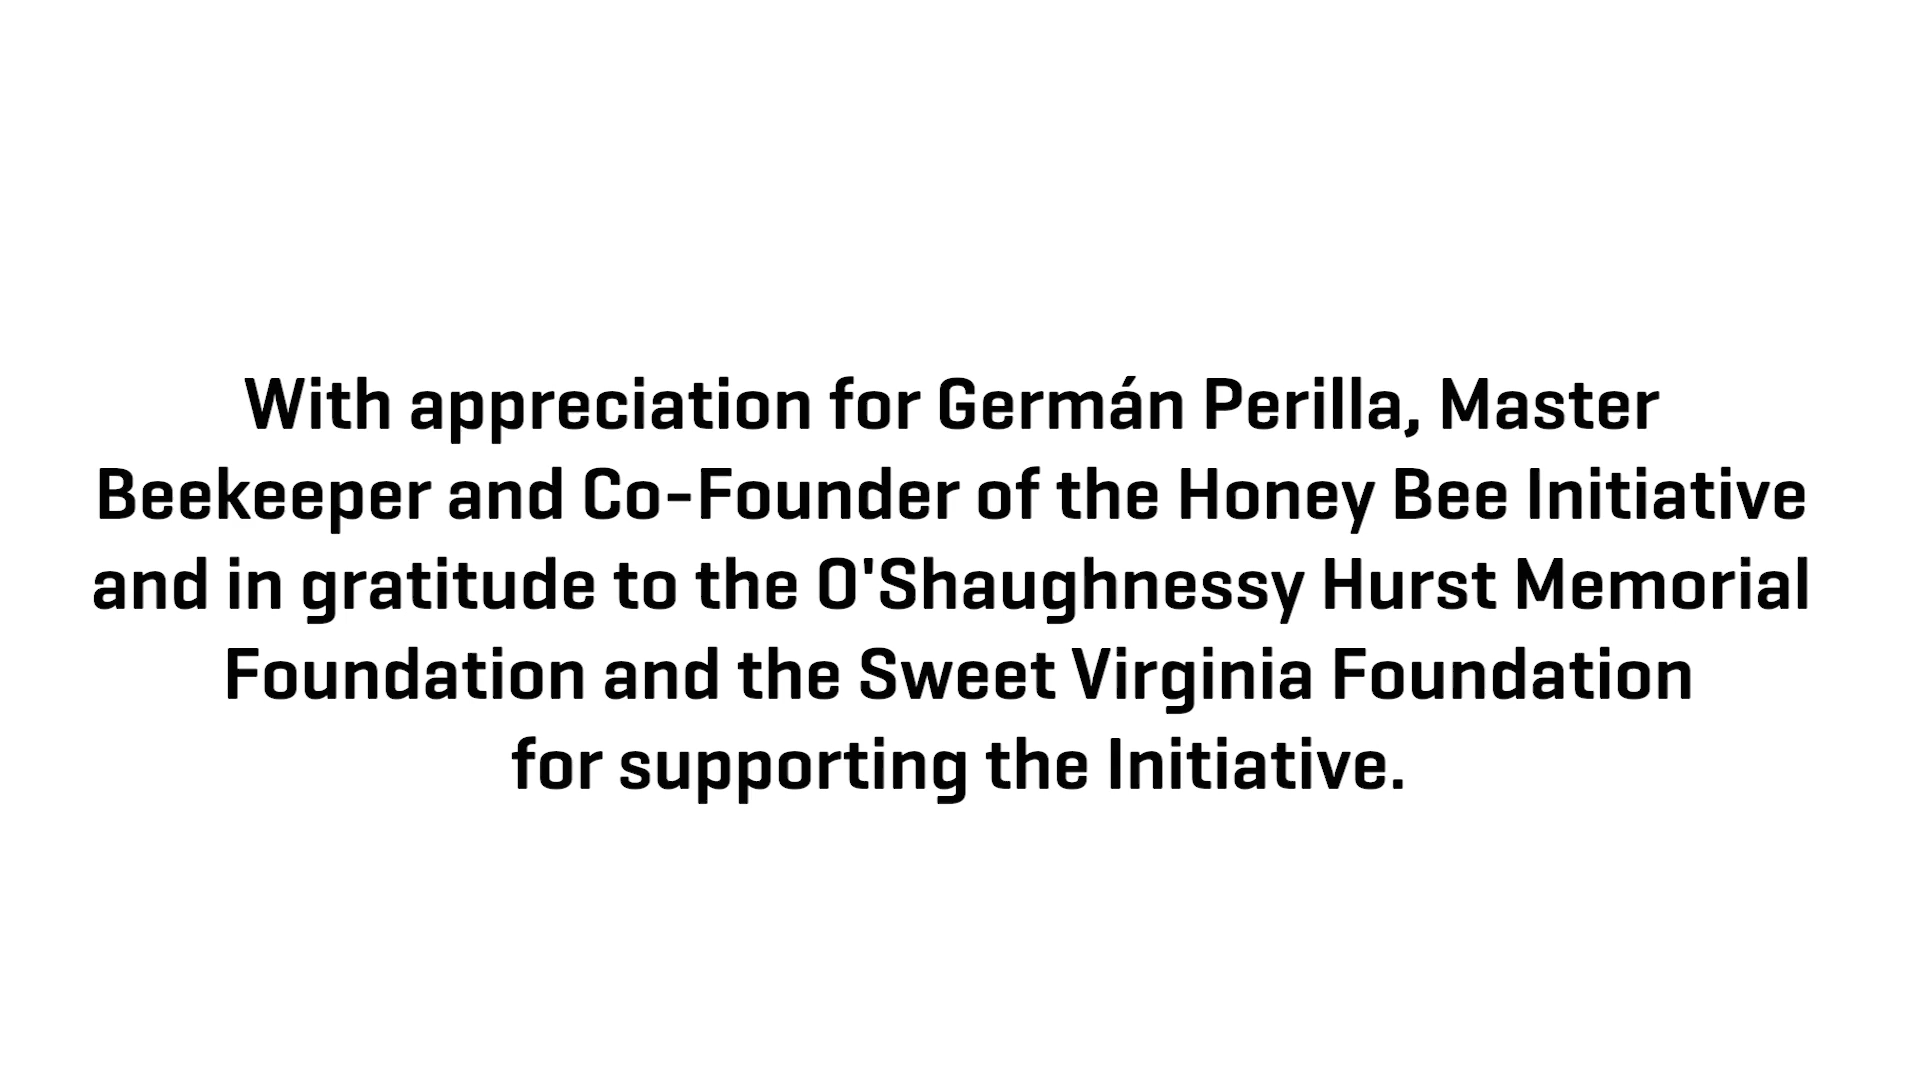 With appreciation for Germán Perilla, Master
Beekeeper and Co-Founder of the Honey Bee Initiative
and in gratitude to the O'Shaughnessy Hurst Memorial
Foundation and the Sweet Virginia Foundation
for supporting the Initiative.